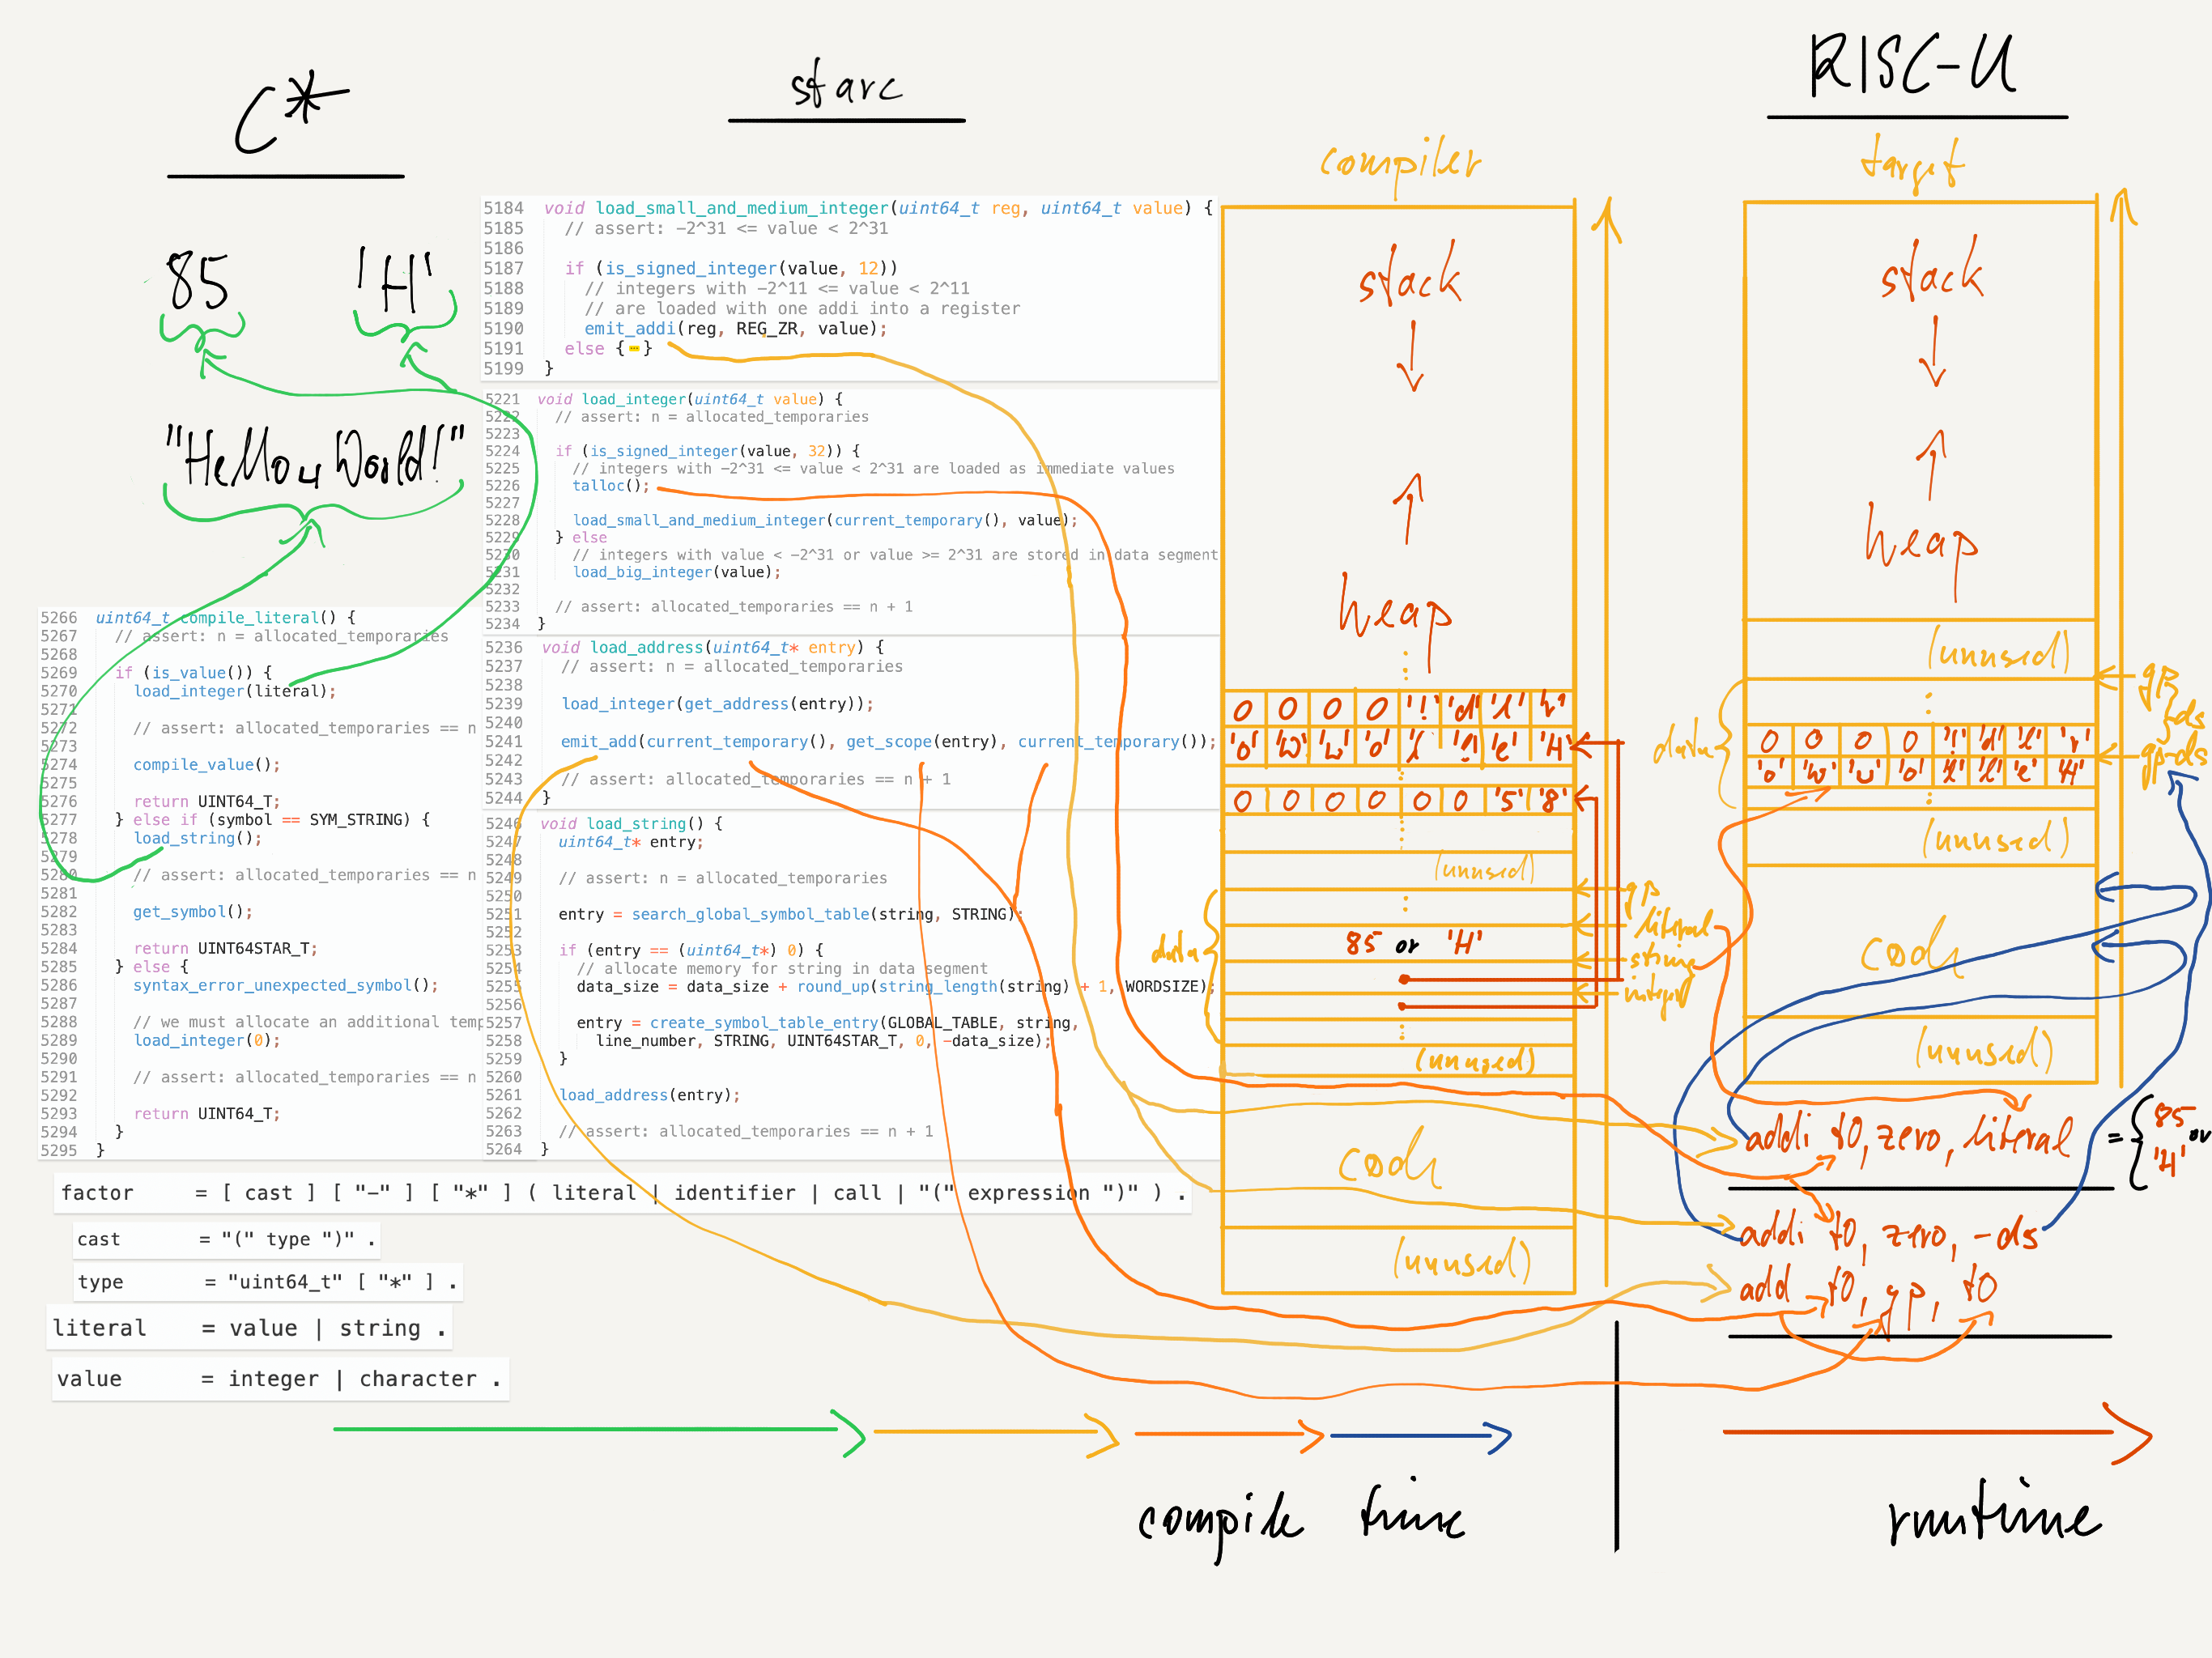 C*
starc
RISC-U
compiler
target
85
'H'
"Hello␣World!"
5184 void load_small_and_medium_integer(uint64_t reg, uint64_t value) {
5185 // assert: -2^31 <= value < 2^31
5186
5187 if (is_signed_integer(value, 12))
5188 // integers with -2^11 <= value < 2^11
5189 // are loaded with one addi into a register
5190 emit_addi(reg, REG_ZR, value);
5191 else {…}
5199 }
5221 void load_integer(uint64_t value) {
5222 // assert: n = allocated_temporaries
5223
5224 if (is_signed_integer(value, 32)) {
5225 // integers with -2^31 <= value < 2^31 are loaded as immediate values
5226 talloc();
5227
5228 load_small_and_medium_integer(current_temporary(), value);
5229 } else
5230 // integers with value < -2^31 or value >= 2^31 are stored in data segment
5231 load_big_integer(value);
5232
5233 // assert: allocated_temporaries == n + 1
5234 }
5236 void load_address(uint64_t* entry) {
5237 // assert: n = allocated_temporaries
5238
5239 load_integer(get_address(entry));
5240
5241 emit_add(current_temporary(), get_scope(entry), current_temporary());
5242
5243 // assert: allocated_temporaries == n + 1
5244 }
5246 void load_string() {
5247 uint64_t* entry;
5248
5249 // assert: n = allocated_temporaries
5250
5251 entry = search_global_symbol_table(string, STRING);
5252
5253 if (entry == (uint64_t*) 0) {
5254 // allocate memory for string in data segment
5255 data_size = data_size + round_up(string_length(string) + 1, WORDSIZE);
5256
5257 entry = create_symbol_table_entry(GLOBAL_TABLE, string,
5258 line_number, STRING, UINT64STAR_T, 0, -data_size);
5259 }
5260
5261 load_address(entry);
5262
5263 // assert: allocated_temporaries == n + 1
5264 }
5266 uint64_t compile_literal() {
5267 // assert: n = allocated_temporaries
5268
5269 if (is_value()) {
5270 load_integer(literal);
5271
5272 // assert: allocated_temporaries == n
5273
5274 compile_value();
5275
5276 return UINT64_T;
5277 } else if (symbol == SYM_STRING) {
5278 load_string();
5279
5280 // assert: allocated_temporaries == n
5281
5282 get_symbol();
5283
5284 return UINT64STAR_T;
5285 } else {
5286 syntax_error_unexpected_symbol();
5287
5288 // we must allocate an additional temp
5289 load_integer(0);
5290
5291 // assert: allocated_temporaries == n
5292
5293 return UINT64_T;
5294 }
5295 }
factor = [ cast ] [ "-" ] [ "*" ] ( literal | identifier | call | "(" expression ")" ) .
cast = "(" type ")" .
type = "uint64_t" [ "*" ] .
literal = value | string .
value = integer | character .
stack
heap
0 0 0 0 '!' 'd' 'l' 'r'
'o' 'W' '␣' 'o' 'l' 'l' 'e' 'H'
0 0 0 0 0 0 '5' '8'
(unused)
gp
literal
85 or 'H'
string
integer
data
(unused)
code
(unused)
stack
heap
(unused)
gp
ds
data
0 0 0 0 '!' 'd' 'l' 'r'
gp-ds
'o' 'W' '␣' 'o' 'l' 'l' 'e' 'H'
(unused)
code
(unused)
addi t0, zero, literal = { 85 or 'H'
addi t0, zero, -ds
add t0, gp, t0
compile time
runtime